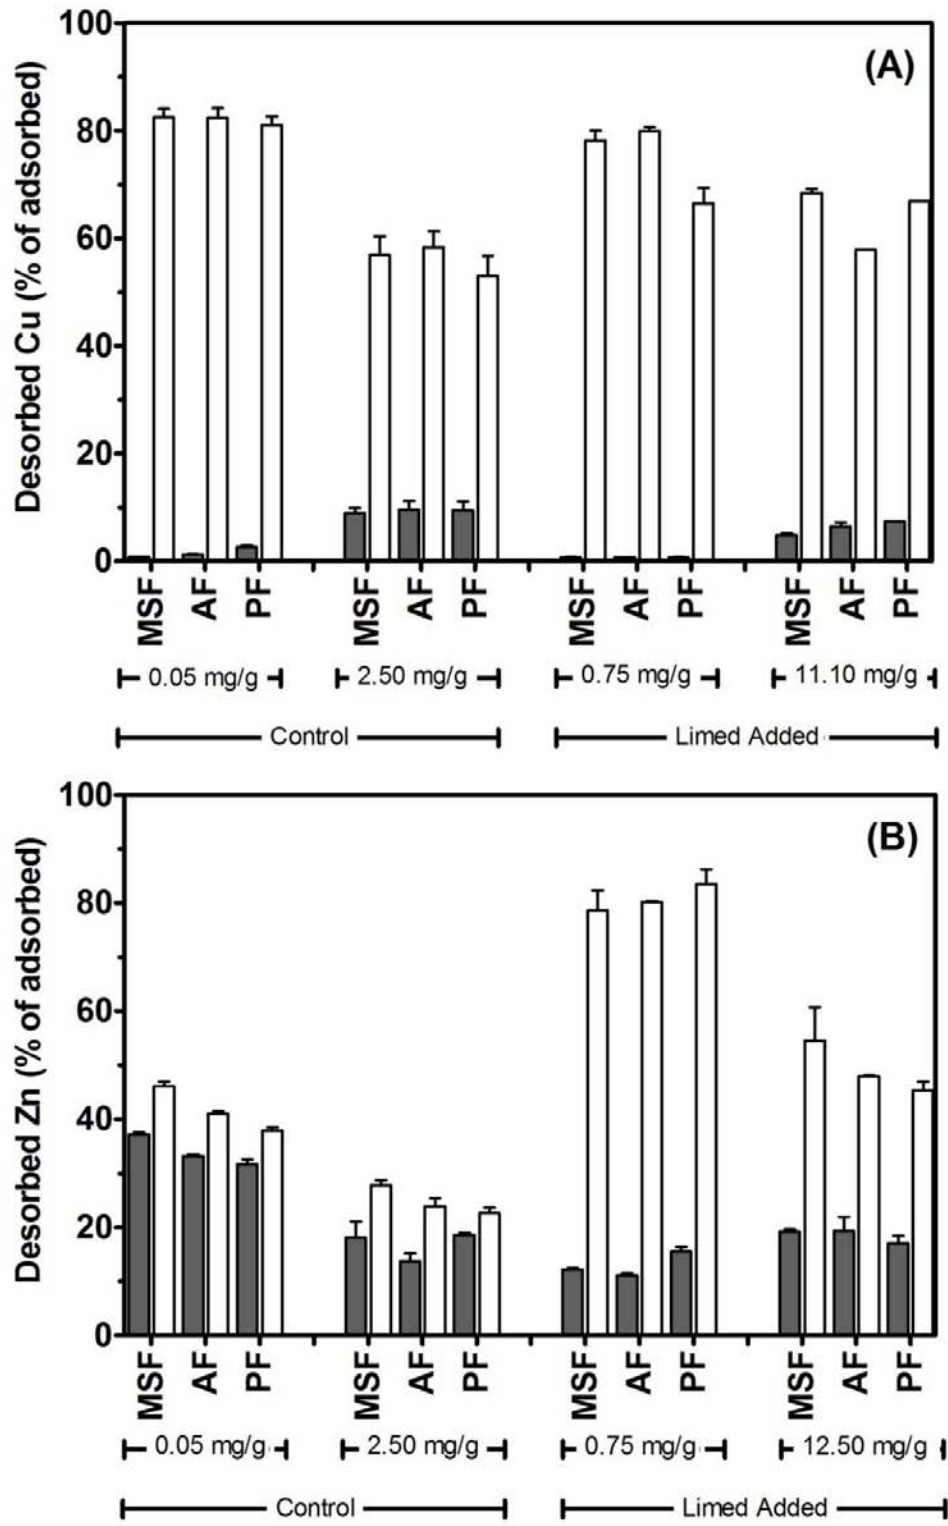 100
80
60
40
20
0
Desorbed Cu (% of adsorbed)
(A)
MSF AF PF MSF AF PF MSF AF PF MSF AF PF
0.05 mg/g 2.50 mg/g 0.75 mg/g 11.10 mg/g
Control Limed Added
100
80
60
40
20
0
Desorbed Zn (% of adsorbed)
(B)
MSF AF PF MSF AF PF MSF AF PF MSF AF PF
0.05 mg/g 2.50 mg/g 0.75 mg/g 12.50 mg/g
Control Limed Added